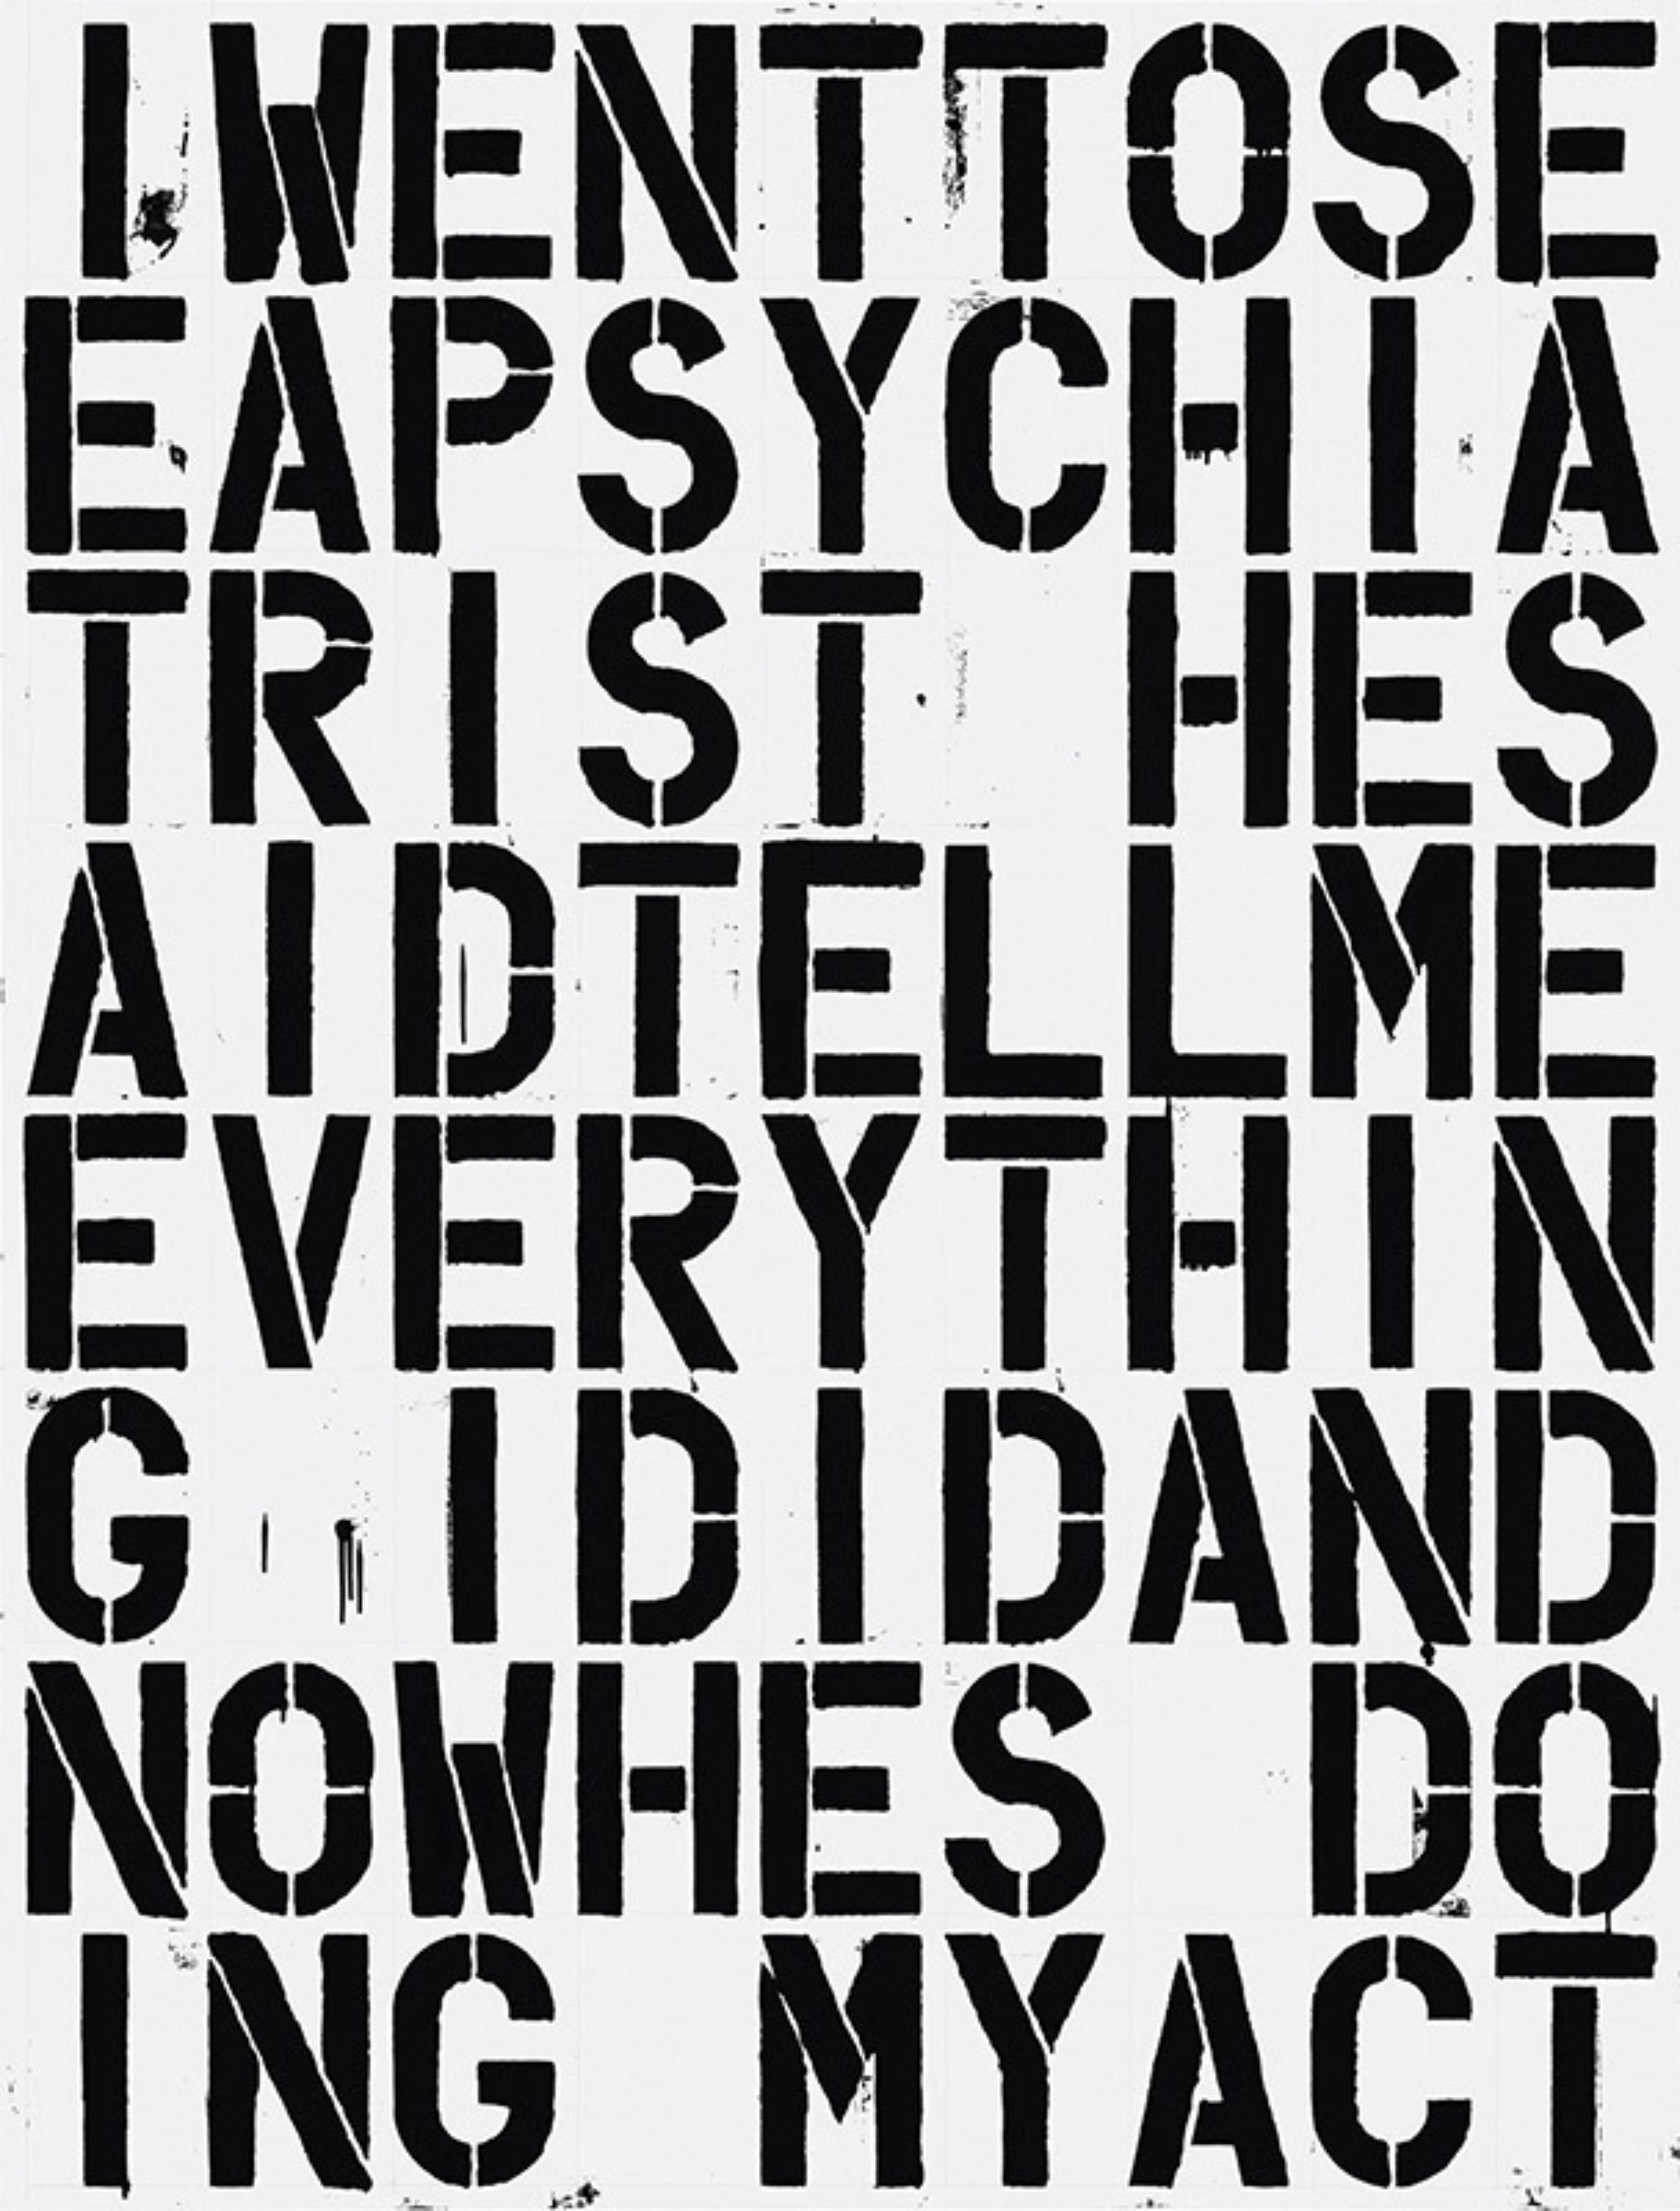 IWENTTOSE
EAPSYCHIA
TRIST HES
AIDTELLME
EVERYTHIN
G IDIDAND
NOWHES DO
ING MYACT